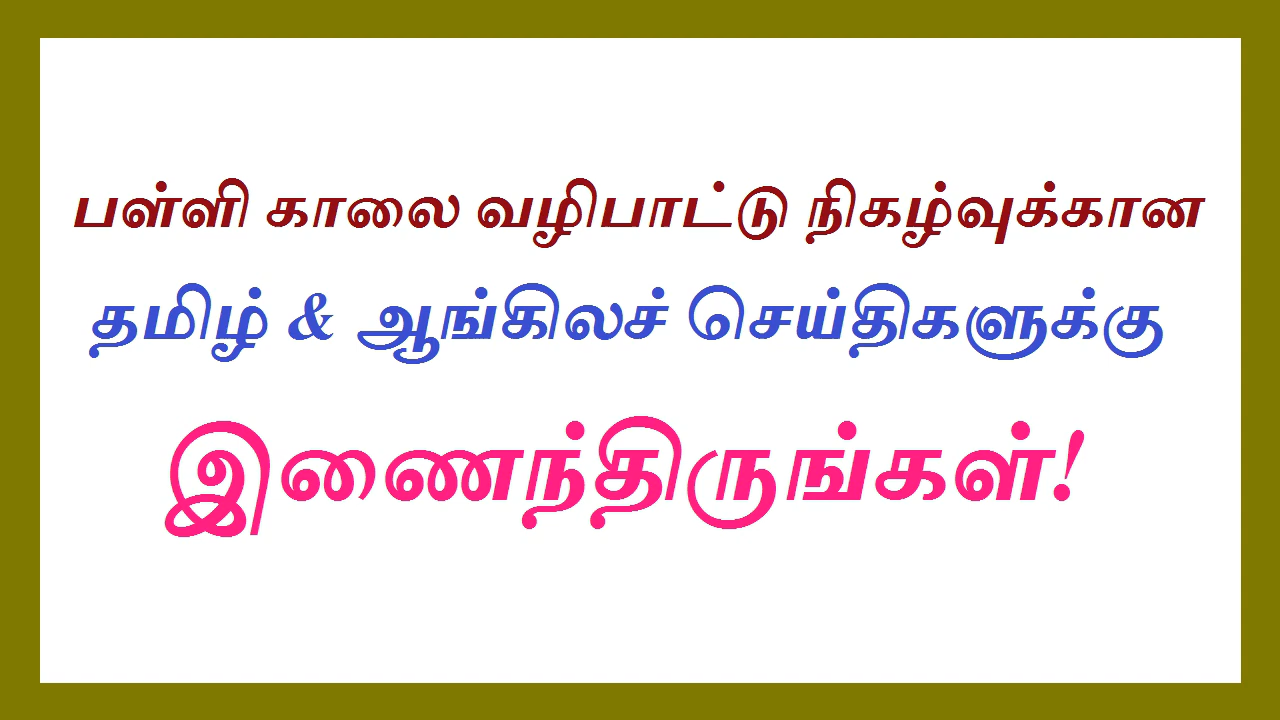 பள்ளி காலை வழிபாட்டு நிகழ்வுக்கான
தமிழ் & ஆங்கிலச் செய்திகளுக்கு
இணைந்திருங்கள்!